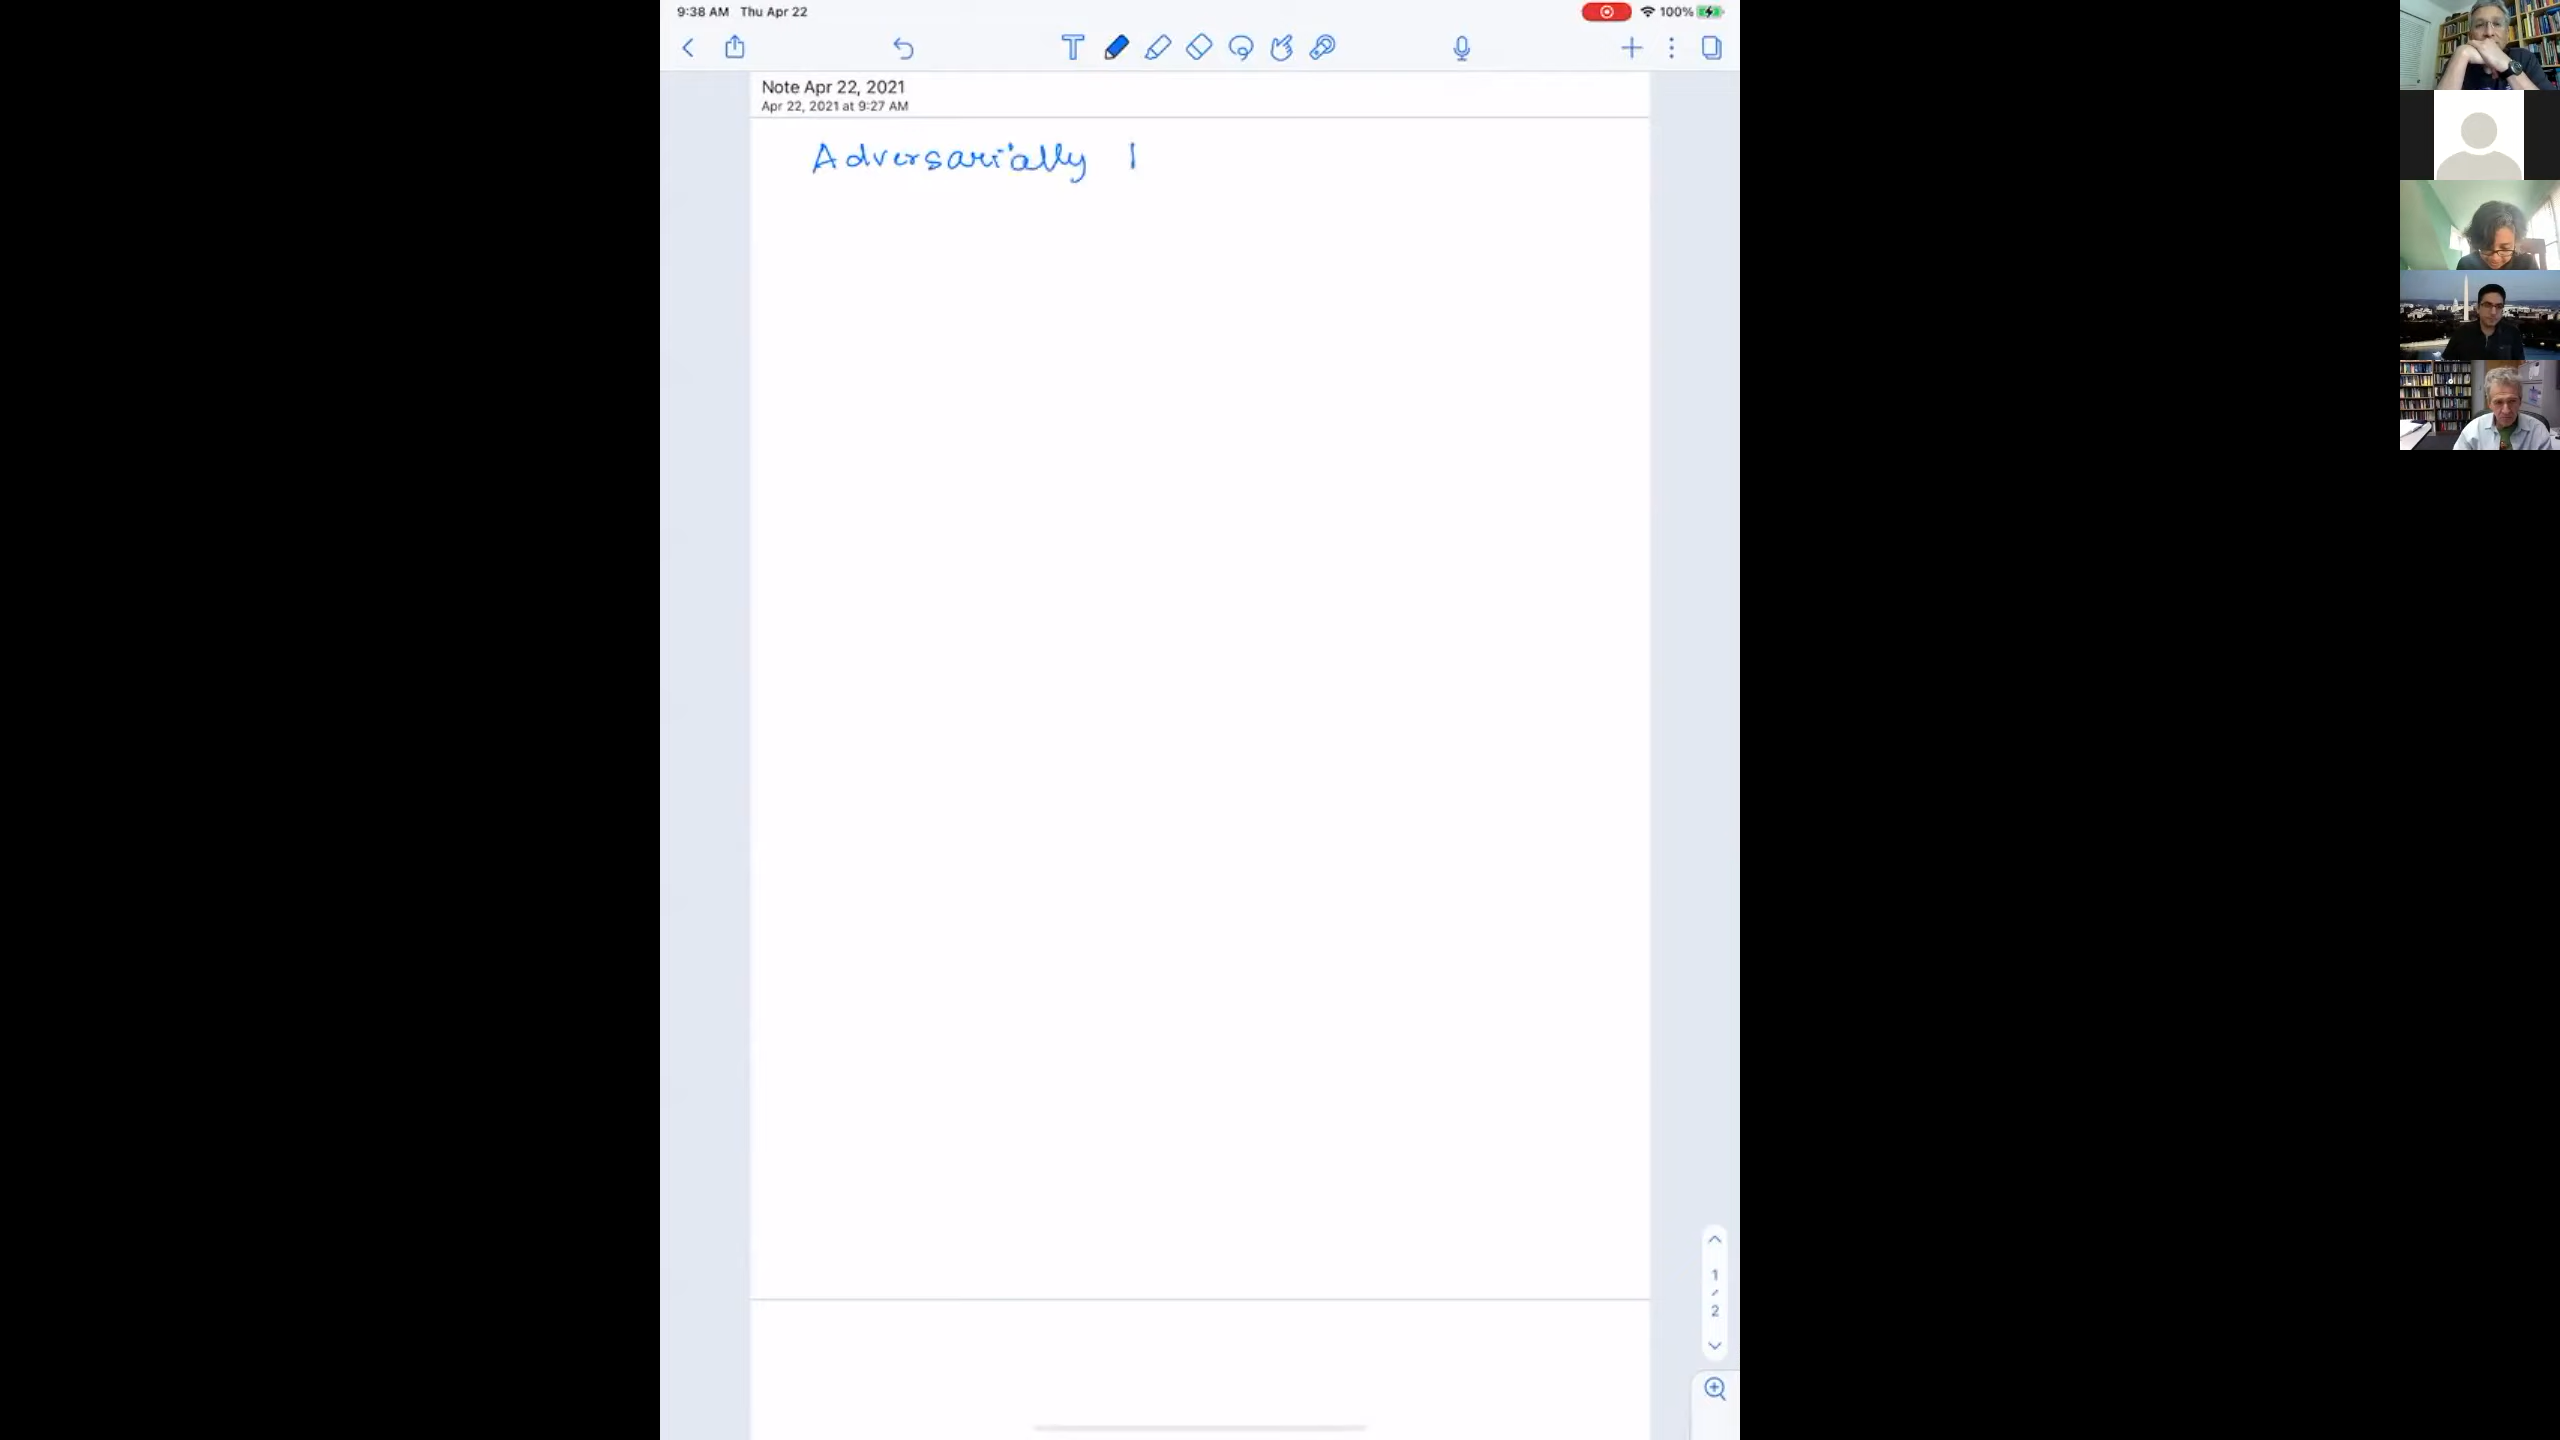 9:38 AM Thu Apr 22
100%
Note Apr 22, 2021
Apr 22, 2021 at 9:27 AM
Adversarially
1
/
2